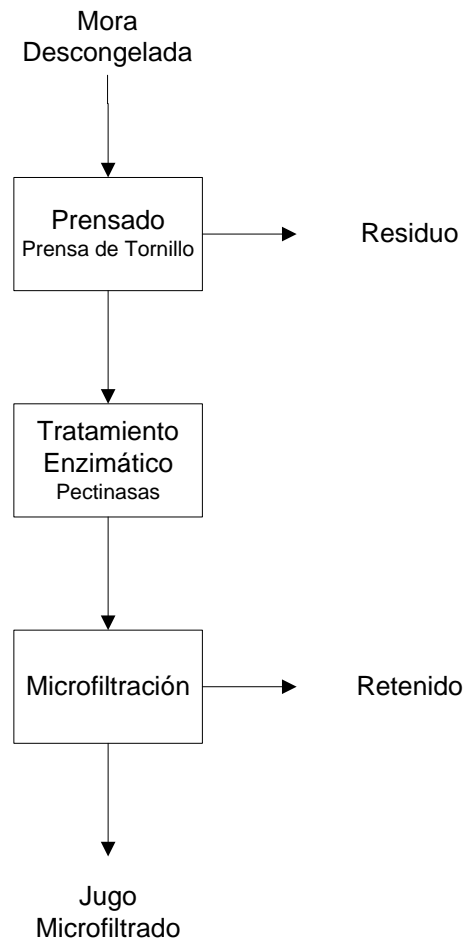 Mora
Descongelada
Prensado
Prensa de Tornillo
Residuo
Tratamiento
Enzimático
Pectinasas
Microfiltración
Retenido
Jugo
Microfiltrado